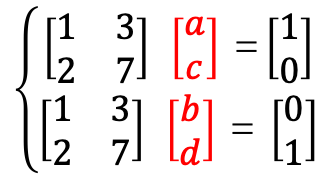 { [1 3] [a] = [1]
[2 7] [c] [0]
[1 3] [b] = [0]
[2 7] [d] [1]